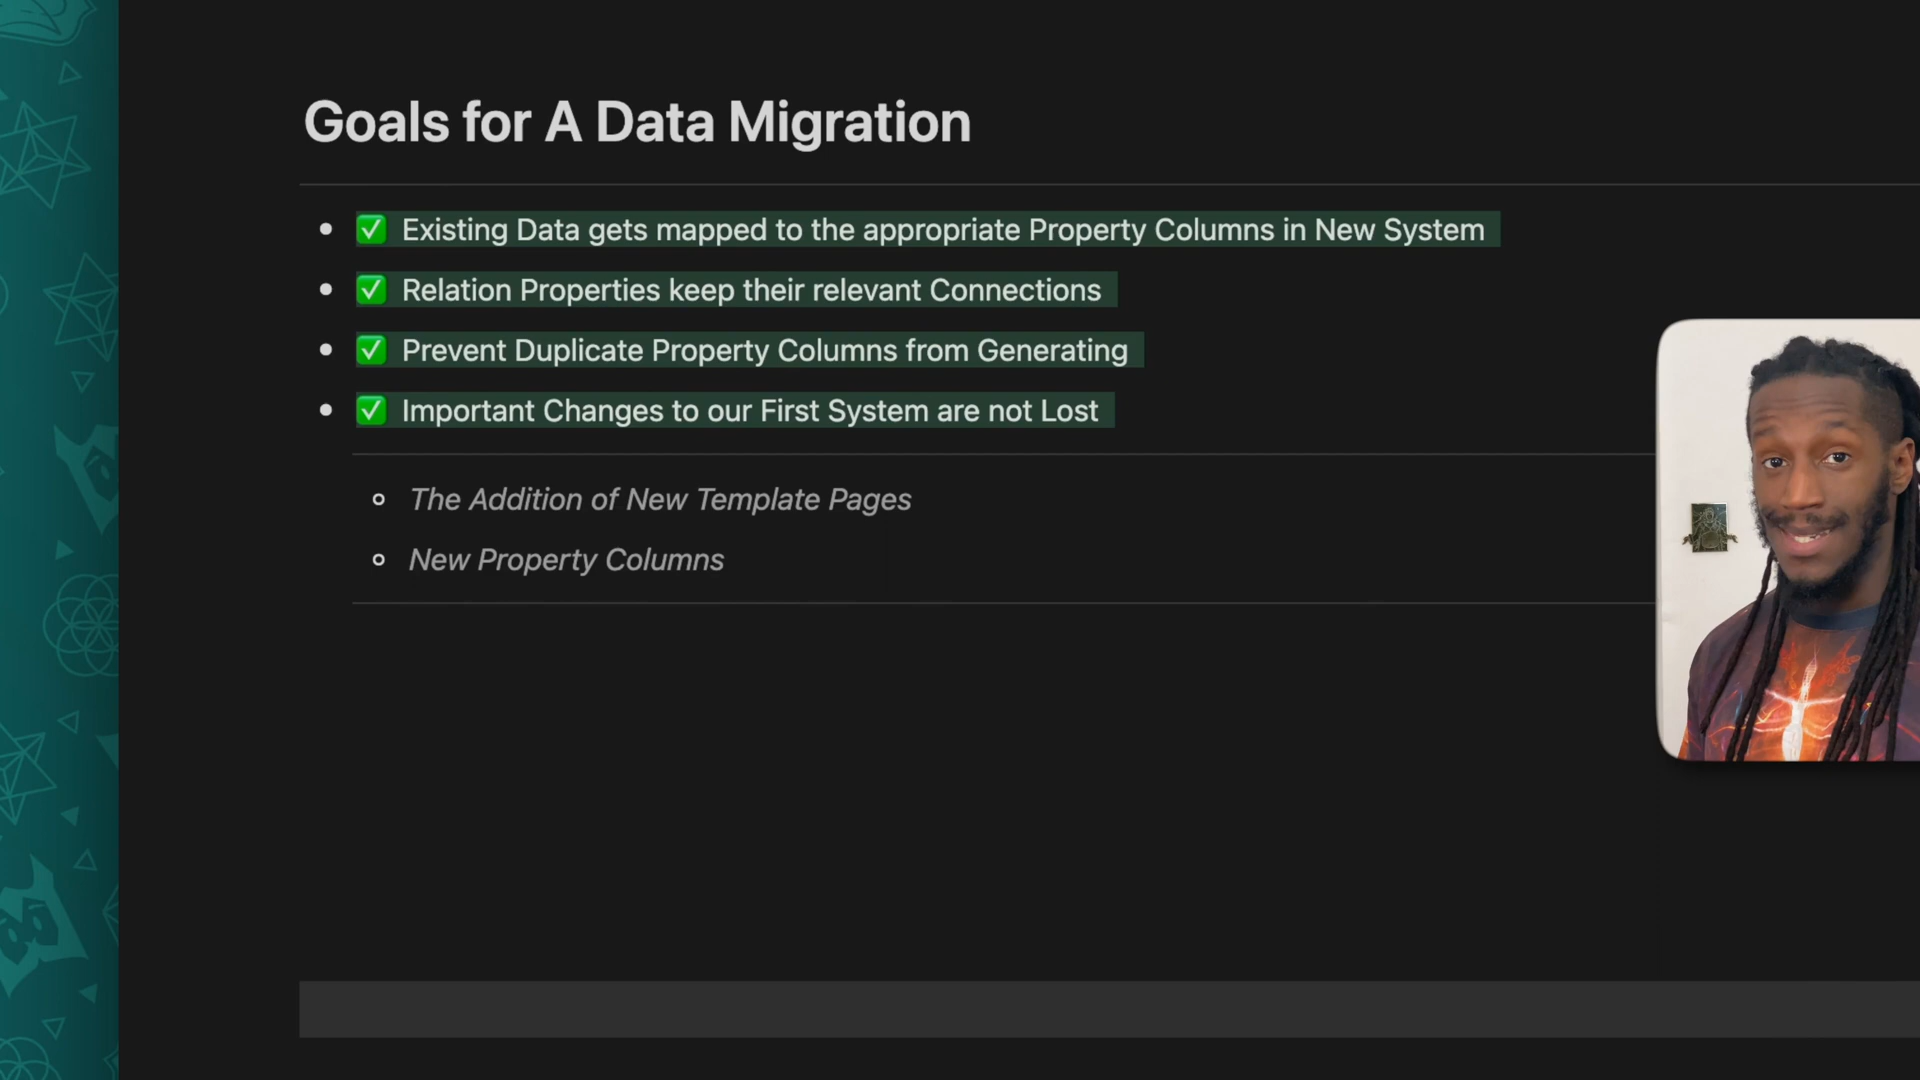 Goals for A Data Migration
✅ Existing Data gets mapped to the appropriate Property Columns in New System
✅ Relation Properties keep their relevant Connections
✅ Prevent Duplicate Property Columns from Generating
✅ Important Changes to our First System are not Lost
The Addition of New Template Pages
New Property Columns